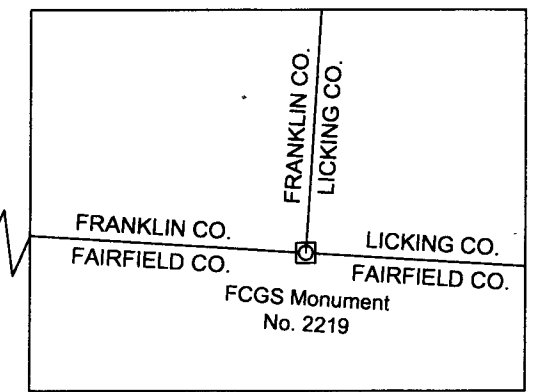 FRANKLIN CO.
LICKING CO.
FRANKLIN CO.
FAIRFIELD CO.
LICKING CO.
FAIRFIELD CO.
FCGS Monument
No. 2219